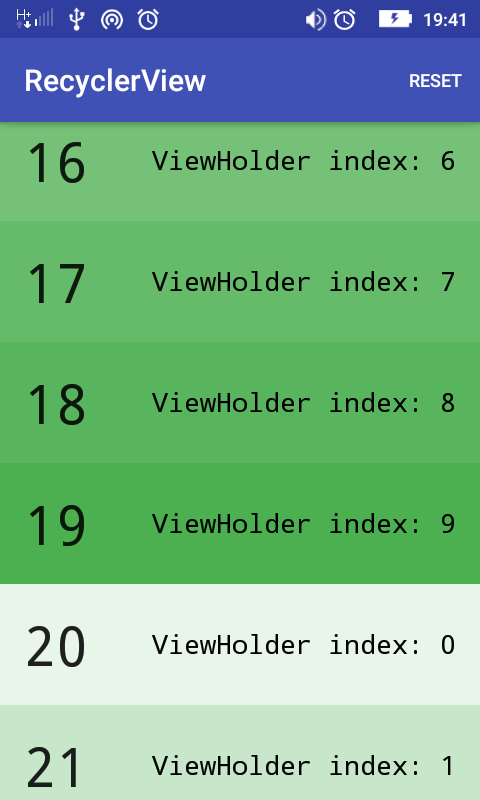 H+ 19:41
RecyclerView RESET
16 ViewHolder index: 6
17 ViewHolder index: 7
18 ViewHolder index: 8
19 ViewHolder index: 9
20 ViewHolder index: 0
21 ViewHolder index: 1